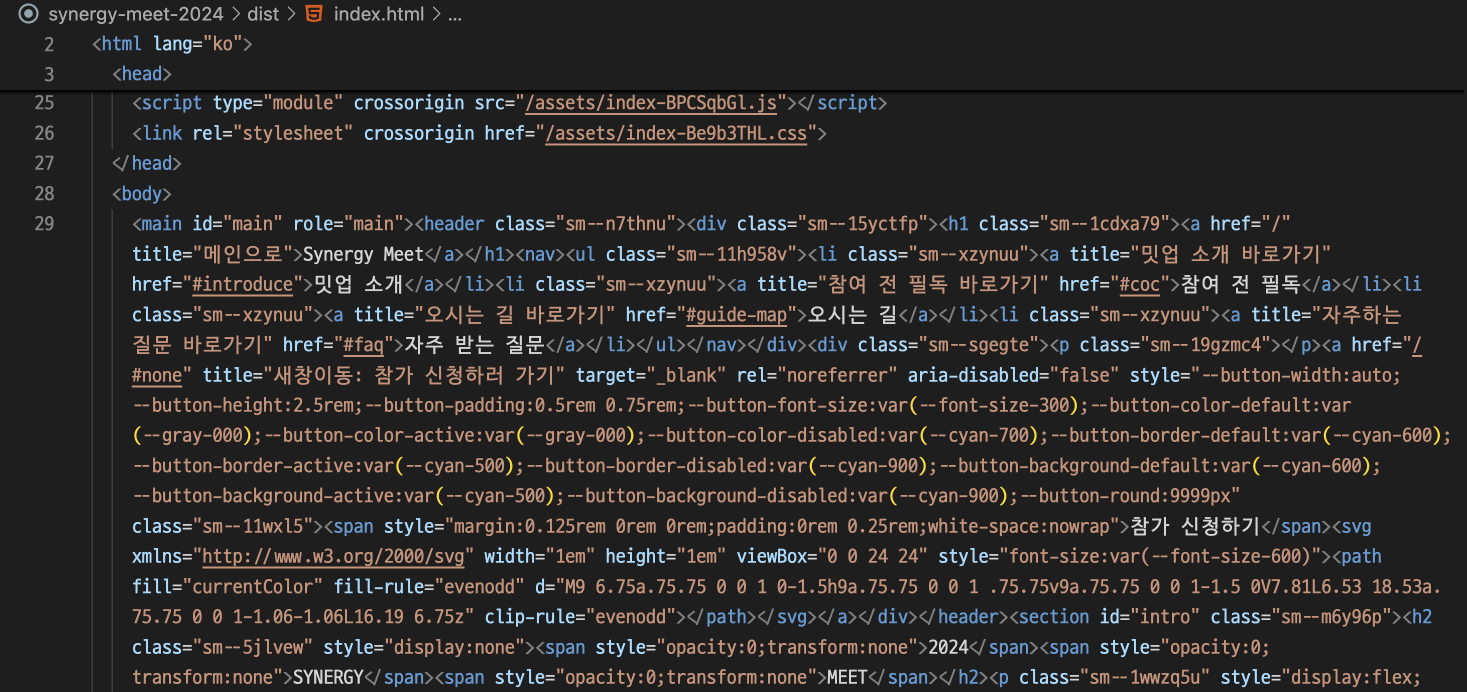 synergy-meet-2024 > dist > index.html > ...
2 <html lang="ko">
3 <head>
25 <script type="module" crossorigin src="/assets/index-BPCSqbGl.js"></script>
26 <link rel="stylesheet" crossorigin href="/assets/index-Be9b3THL.css">
27 </head>
28 <body>
29 <main id="main" role="main"><header class="sm--n7thnu"><div class="sm--15yctfp"><h1 class="sm--1cdxa79"><a href="/"
title="메인으로">Synergy Meet</a></h1><nav><ul class="sm--11h958v"><li class="sm--xzynuu"><a title="밋업 소개 바로가기"
href="#introduce">밋업 소개</a></li><li class="sm--xzynuu"><a title="참여 전 필독 바로가기" href="#coc">참여 전 필독</a></li><li
class="sm--xzynuu"><a title="오시는 길 바로가기" href="#guide-map">오시는 길</a></li><li class="sm--xzynuu"><a title="자주하는
질문 바로가기" href="#faq">자주 받는 질문</a></li></ul></nav></div><div class="sm--sgegte"><p class="sm--19gzmc4"></p><a href="/
#none" title="새창이동: 참가 신청하러 가기" target="_blank" rel="noreferrer" aria-disabled="false" style="--button-width:auto;
--button-height:2.5rem;--button-padding:0.5rem 0.75rem;--button-font-size:var(--font-size-300);--button-color-default:var
(--gray-000);--button-color-active:var(--gray-000);--button-color-disabled:var(--cyan-700);--button-border-default:var(--cyan-600);
--button-border-active:var(--cyan-500);--button-border-disabled:var(--cyan-900);--button-background-default:var(--cyan-600);
--button-background-active:var(--cyan-500);--button-background-disabled:var(--cyan-900);--button-round:9999px"
class="sm--11wxl5"><span style="margin:0.125rem 0rem 0rem;padding:0rem 0.25rem;white-space:nowrap">참가 신청하기</span><svg
xmlns="http://www.w3.org/2000/svg" width="1em" height="1em" viewBox="0 0 24 24" style="font-size:var(--font-size-600)"><path
fill="currentColor" fill-rule="evenodd" d="M9 6.75a.75.75 0 0 1 0-1.5h9a.75.75 0 0 1 .75.75v9a.75.75 0 0 1-1.5 0V7.81L6.53 18.53a.
75.75 0 0 1-1.06-1.06L16.19 6.75z" clip-rule="evenodd"></path></svg></a></div></header><section id="intro" class="sm--m6y96p"><h2
class="sm--5jlvew" style="display:none"><span style="opacity:0;transform:none">2024</span><span style="opacity:0;
transform:none">SYNERGY</span><span style="opacity:0;transform:none">MEET</span></h2><p class="sm--1wwzq5u" style="display:flex;